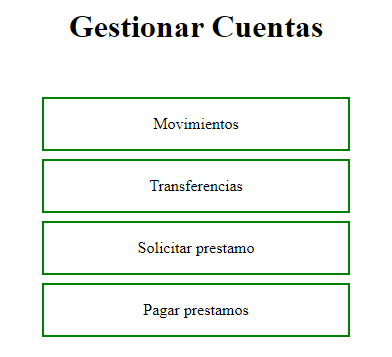 Gestionar Cuentas
Movimientos
Transferencias
Solicitar prestamo
Pagar prestamos